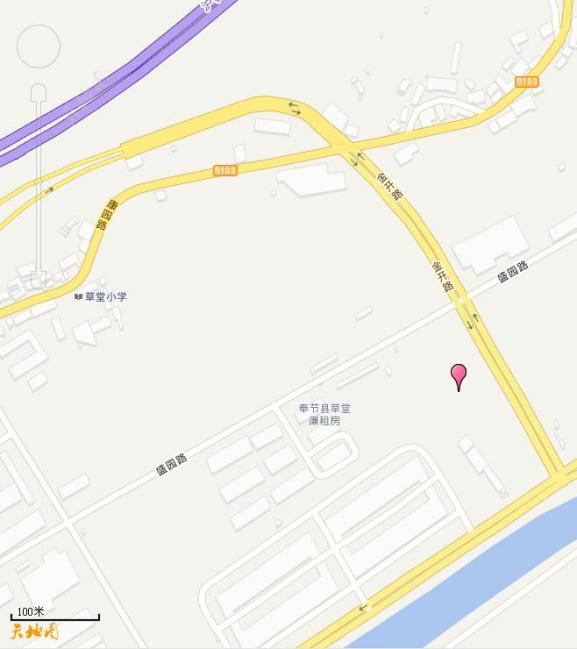 沪
S103
S103
金开路
康园路
金开路
盛园路
草堂小学
奉节县草堂
廉租房
盛园路
100米
天地图